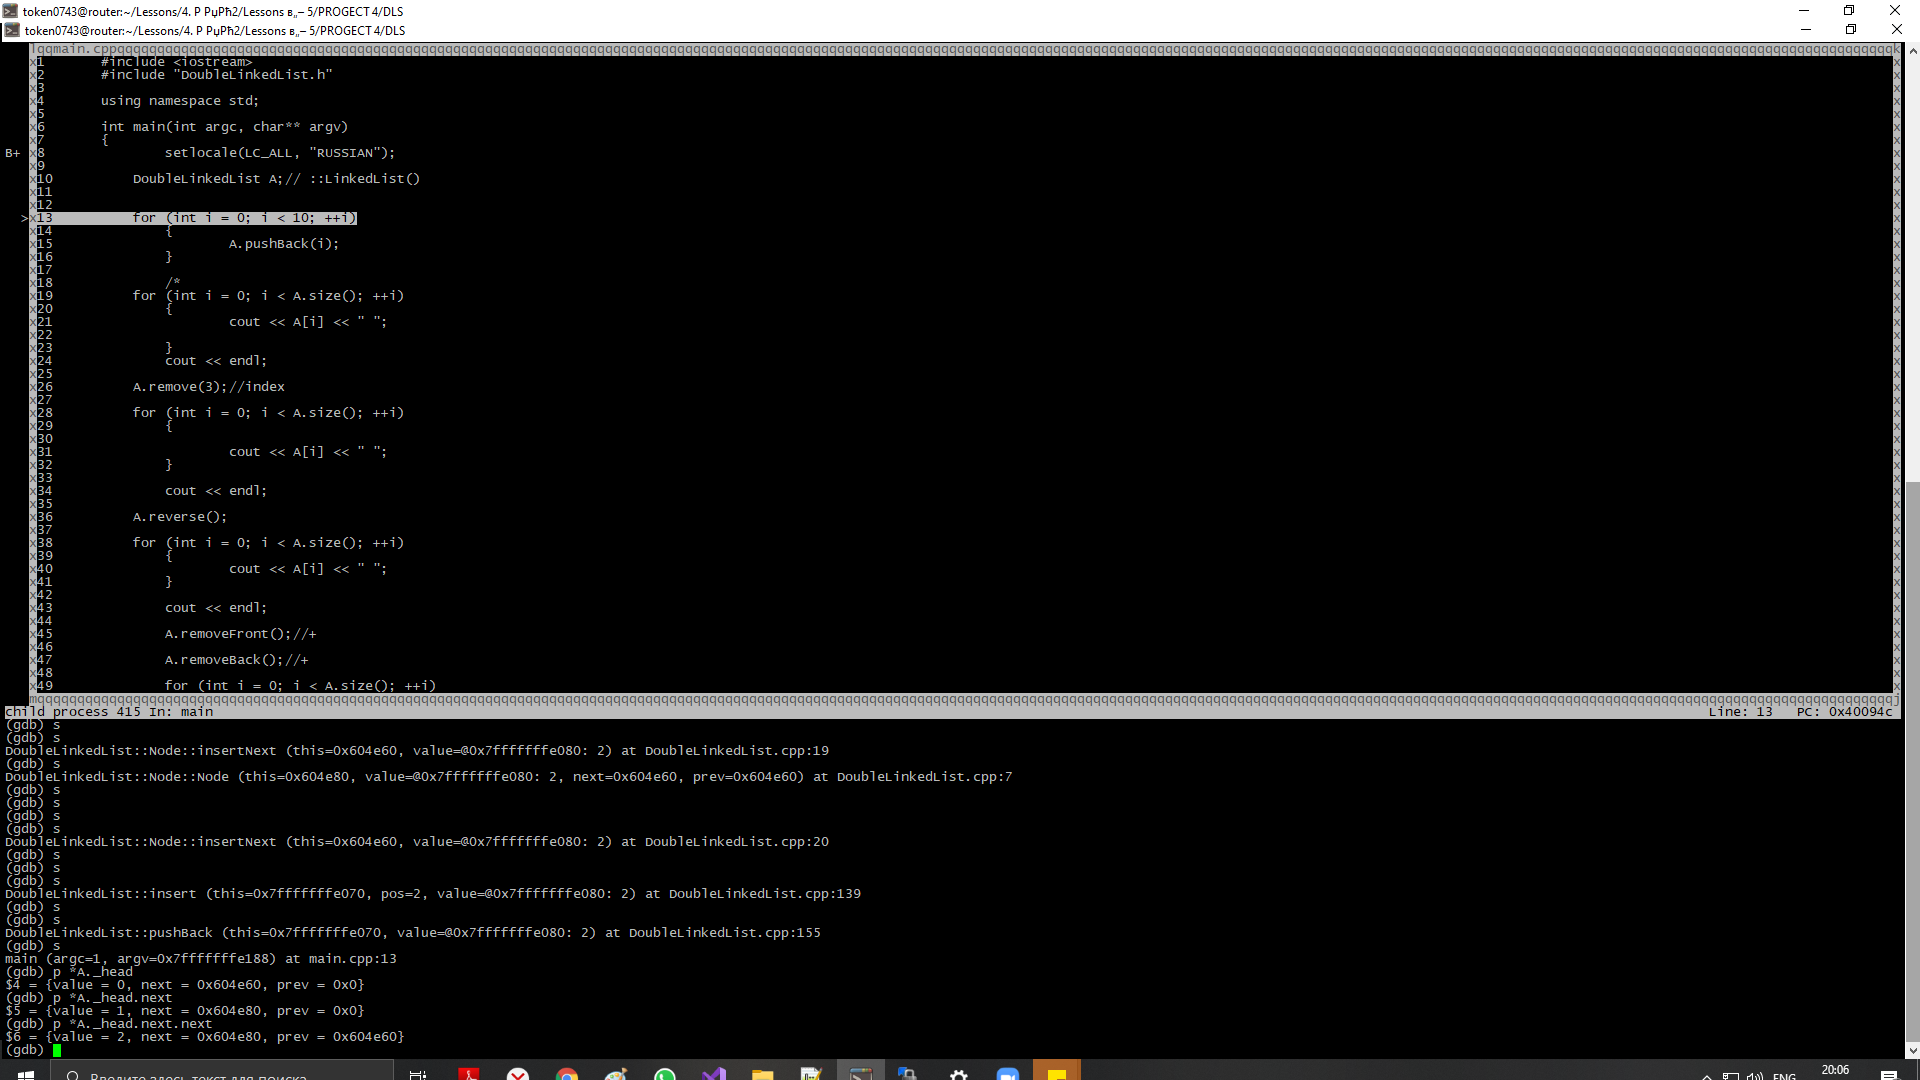 token0743@router:~/Lessons/4. Р РџРћ2/Lessons в„– 5/PROGECT 4/DLS
token0743@router:~/Lessons/4. Р РџРћ2/Lessons в„– 5/PROGECT 4/DLS
main.cpp
1 #include <iostream>
2 #include "DoubleLinkedList.h"
3
4 using namespace std;
5
6 int main(int argc, char** argv)
7 {
B+ 8 setlocale(LC_ALL, "RUSSIAN");
9
10 DoubleLinkedList A;// ::LinkedList()
11
12
> 13 for (int i = 0; i < 10; ++i)
14 {
15 A.pushBack(i);
16 }
17
18 /*
19 for (int i = 0; i < A.size(); ++i)
20 {
21 cout << A[i] << " ";
22
23 }
24 cout << endl;
25
26 A.remove(3);//index
27
28 for (int i = 0; i < A.size(); ++i)
29 {
30
31 cout << A[i] << " ";
32 }
33
34 cout << endl;
35
36 A.reverse();
37
38 for (int i = 0; i < A.size(); ++i)
39 {
40 cout << A[i] << " ";
41 }
42
43 cout << endl;
44
45 A.removeFront();//+
46
47 A.removeBack();//+
48
49 for (int i = 0; i < A.size(); ++i)
child process 415 In: main Line: 13 PC: 0x40094c
(gdb) s
(gdb) s
DoubleLinkedList::Node::insertNext (this=0x604e60, value=@0x7fffffffe080: 2) at DoubleLinkedList.cpp:19
(gdb) s
DoubleLinkedList::Node::Node (this=0x604e80, value=@0x7fffffffe080: 2, next=0x604e60, prev=0x604e60) at DoubleLinkedList.cpp:7
(gdb) s
(gdb) s
(gdb) s
(gdb) s
DoubleLinkedList::Node::insertNext (this=0x604e60, value=@0x7fffffffe080: 2) at DoubleLinkedList.cpp:20
(gdb) s
(gdb) s
(gdb) s
DoubleLinkedList::insert (this=0x7fffffffe070, pos=2, value=@0x7fffffffe080: 2) at DoubleLinkedList.cpp:139
(gdb) s
(gdb) s
DoubleLinkedList::pushBack (this=0x7fffffffe070, value=@0x7fffffffe080: 2) at DoubleLinkedList.cpp:155
(gdb) s
main (argc=1, argv=0x7fffffffe188) at main.cpp:13
(gdb) p *A._head
$4 = {value = 0, next = 0x604e60, prev = 0x0}
(gdb) p *A._head.next
$5 = {value = 1, next = 0x604e80, prev = 0x0}
(gdb) p *A._head.next.next
$6 = {value = 2, next = 0x604e80, prev = 0x604e60}
(gdb)
Введите здесь текст для поиска
ENG
20:06